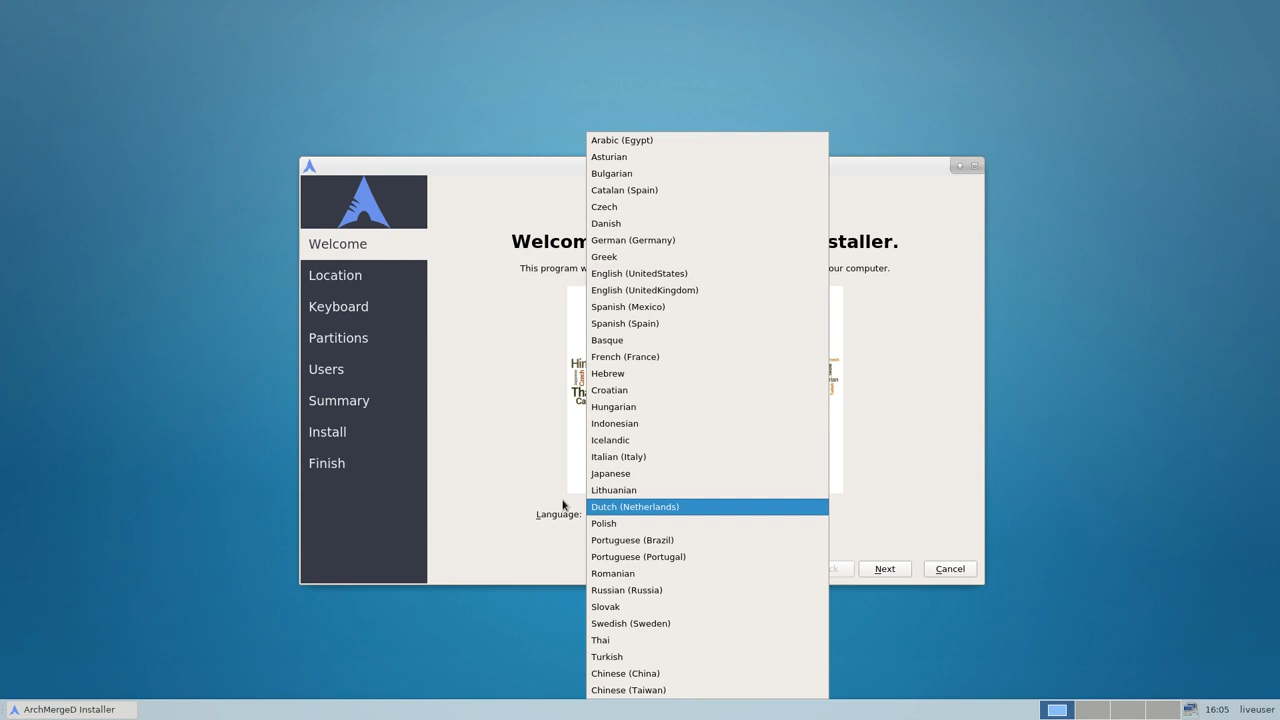 Arabic (Egypt)
Asturian
Bulgarian
Catalan (Spain)
Czech
Danish
German (Germany)
Greek
English (UnitedStates)
English (UnitedKingdom)
Spanish (Mexico)
Spanish (Spain)
Basque
French (France)
Hebrew
Croatian
Hungarian
Indonesian
Icelandic
Italian (Italy)
Japanese
Lithuanian
Dutch (Netherlands)
Polish
Portuguese (Brazil)
Portuguese (Portugal)
Romanian
Russian (Russia)
Slovak
Swedish (Sweden)
Thai
Turkish
Chinese (China)
Chinese (Taiwan)
Welcome
Location
Keyboard
Partitions
Users
Summary
Install
Finish
This program
our computer.
Language:
Next
Cancel
ArchMergeD Installer
16:05
liveuser